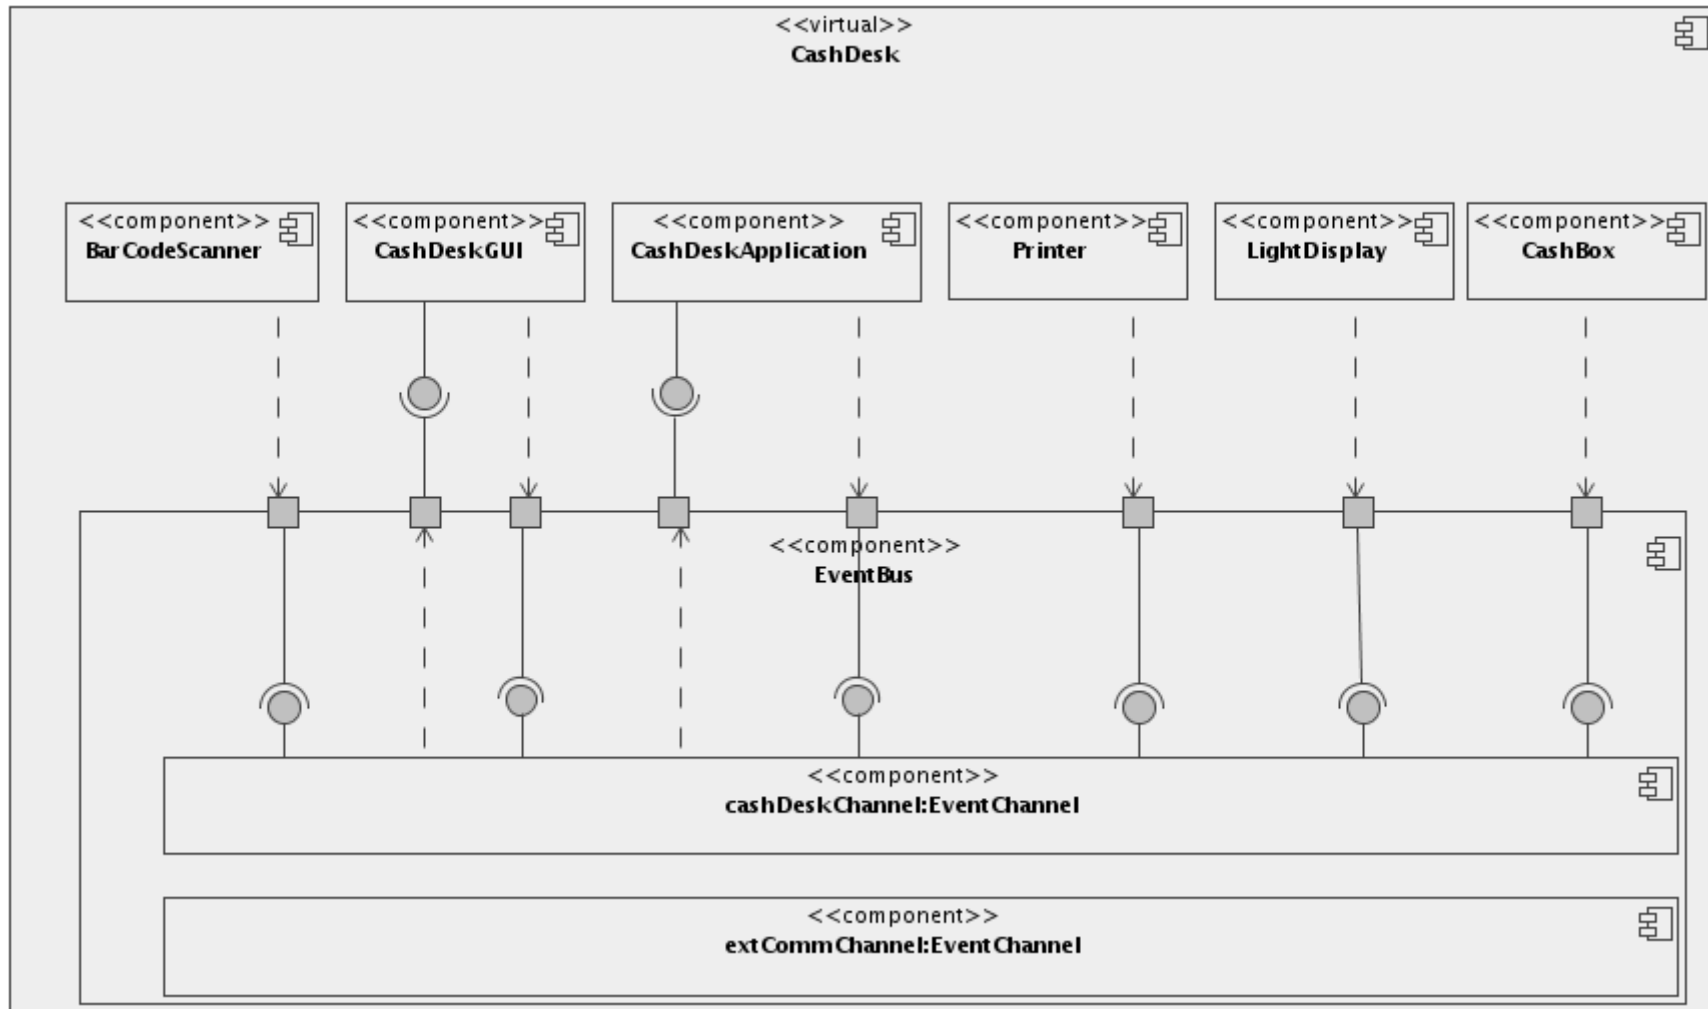 <<virtual>>
CashDesk
<<component>>
BarCodeScanner
<<component>>
CashDeskGUI
<<component>>
CashDeskApplication
<<component>>
Printer
<<component>>
LightDisplay
<<component>>
CashBox
<<component>>
EventBus
<<component>>
cashDeskChannel:EventChannel
<<component>>
extCommChannel:EventChannel